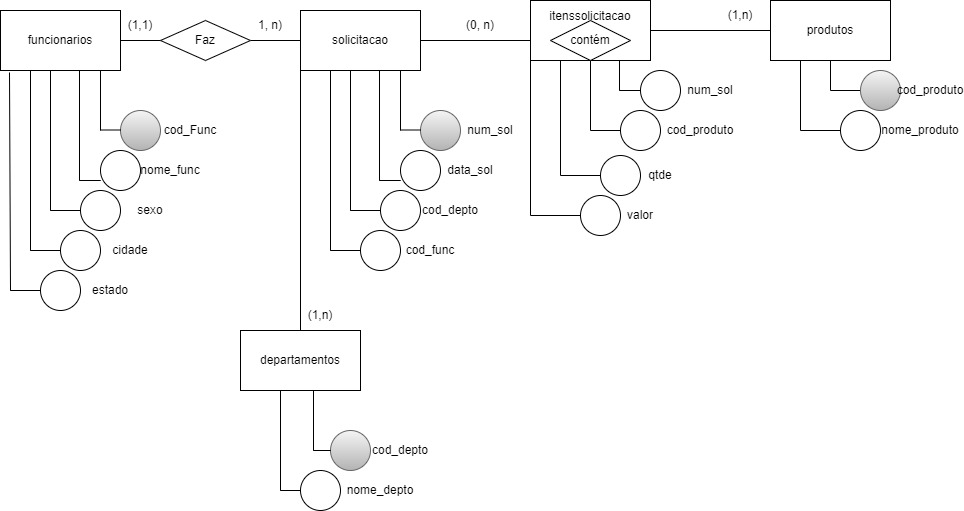 funcionarios
(1,1)
Faz
1, n)
solicitacao
(0, n)
itenssolicitacao
contém
(1,n)
produtos
cod_Func
nome_func
sexo
cidade
estado
num_sol
data_sol
cod_depto
cod_func
num_sol
cod_produto
qtde
valor
cod_produto
nome_produto
(1,n)
departamentos
cod_depto
nome_depto